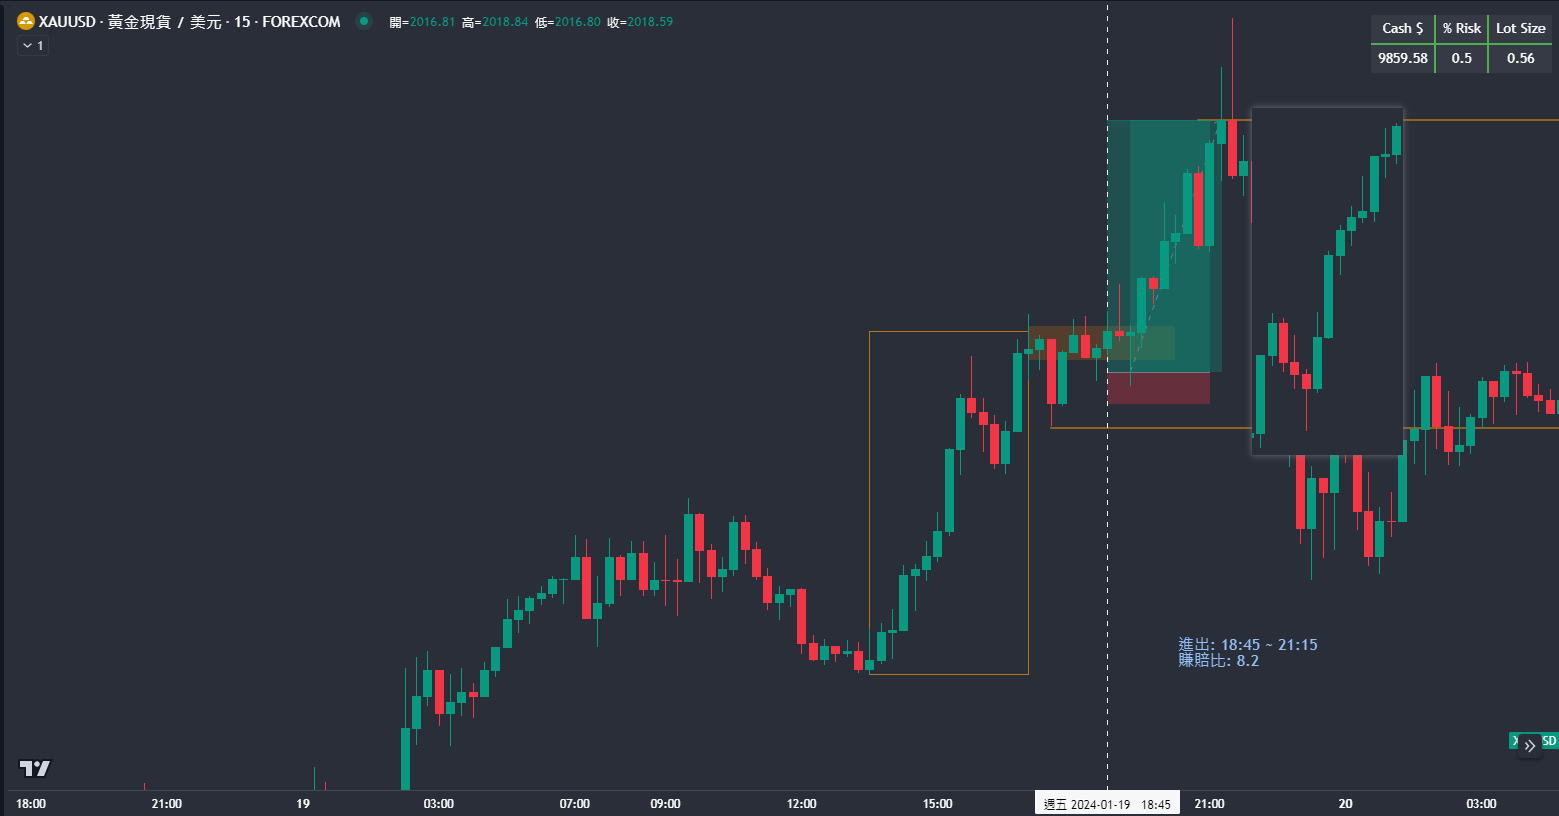 XAUUSD · 黃金現貨 / 美元 · 15 · FOREXCOM 開=2016.81 高=2018.84 低=2016.80 收=2018.59
1
Cash $ % Risk Lot Size
9859.58 0.5 0.56
進出: 18:45 ~ 21:15
賺賠比: 8.2
18:00 21:00 19 03:00 07:00 09:00 12:00 15:00 週五 2024-01-19 18:45 21:00 20 03:00